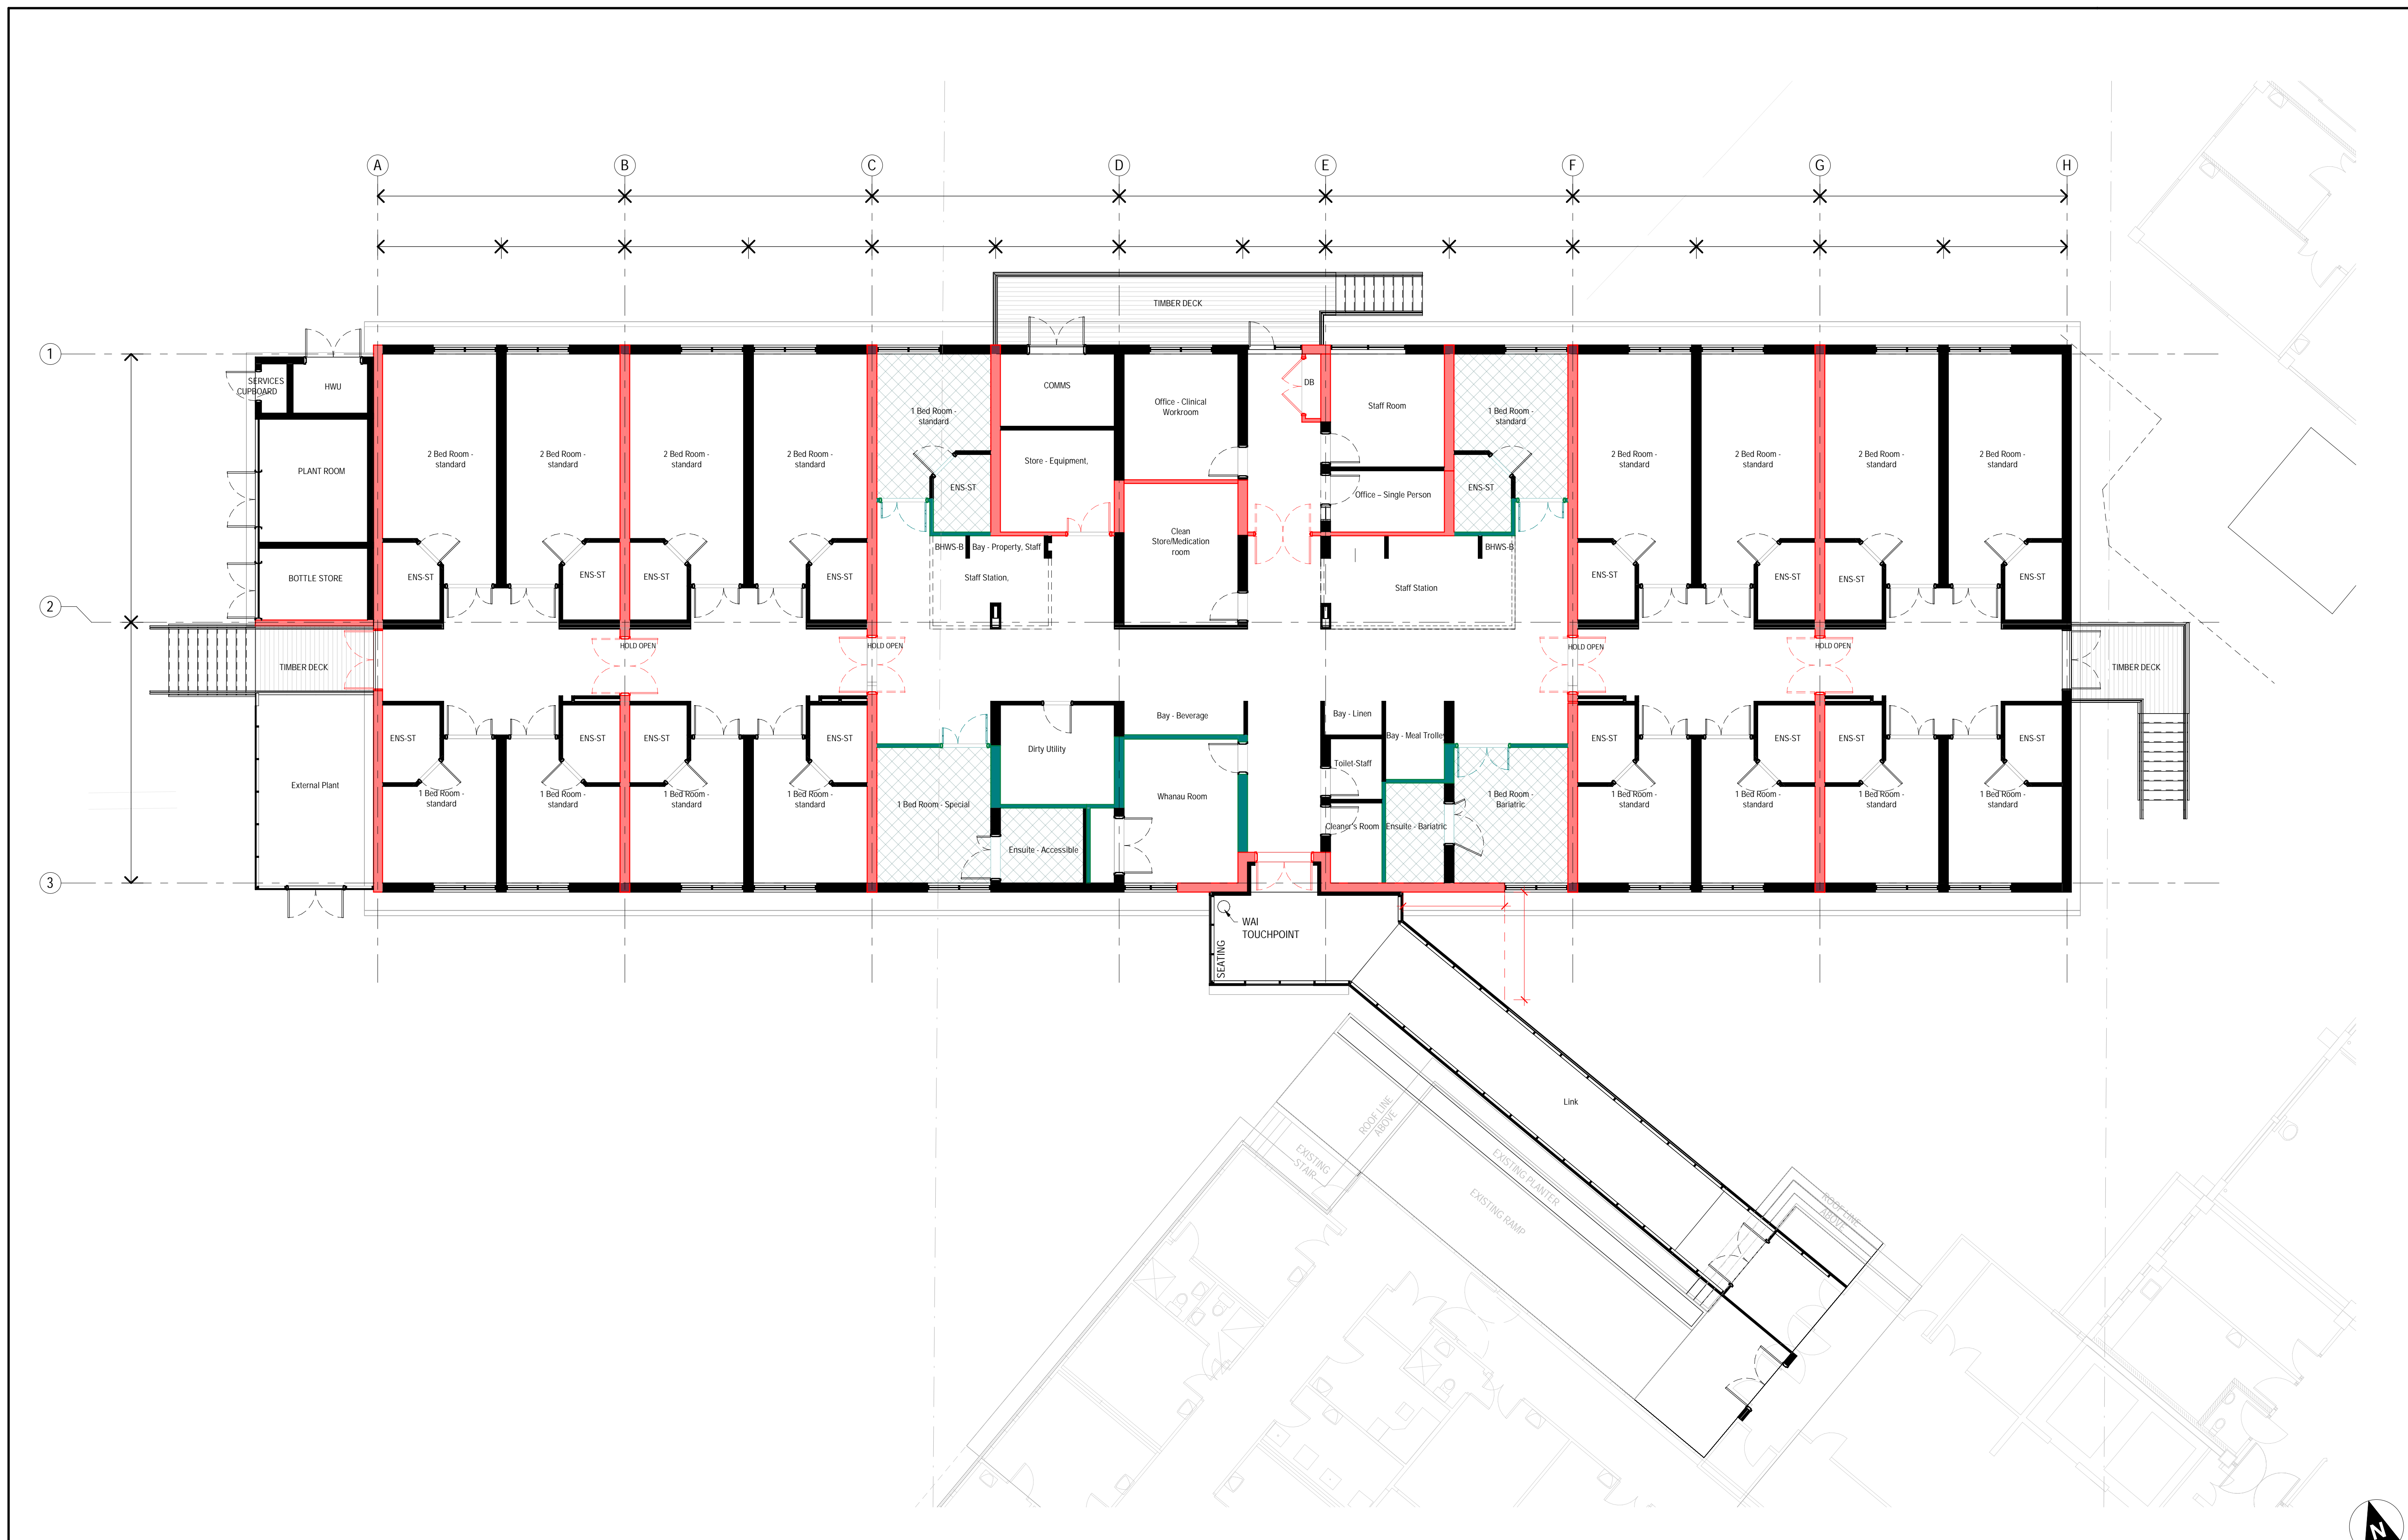 A
B
C
D
E
F
G
H
TIMBER DECK
1
SERVICES
CUPBOARD
HWU
PLANT ROOM
BOTTLE STORE
2 Bed Room -
standard
2 Bed Room -
standard
2 Bed Room -
standard
2 Bed Room -
standard
1 Bed Room -
standard
COMMS
Office - Clinical
Workroom
DB
Staff Room
1 Bed Room -
standard
2 Bed Room -
standard
2 Bed Room -
standard
2 Bed Room -
standard
2 Bed Room -
standard
Store - Equipment,
ENS-ST
Office – Single Person
ENS-ST
Clean
Store/Medication
room
BHWS-B
Bay - Property, Staff
BHWS-B
ENS-ST
ENS-ST
ENS-ST
ENS-ST
Staff Station,
Staff Station
ENS-ST
ENS-ST
ENS-ST
ENS-ST
2
TIMBER DECK
HOLD OPEN
HOLD OPEN
HOLD OPEN
HOLD OPEN
TIMBER DECK
ENS-ST
ENS-ST
ENS-ST
ENS-ST
Dirty Utility
Bay - Beverage
Bay - Linen
Bay - Meal Trolley
ENS-ST
ENS-ST
ENS-ST
ENS-ST
External Plant
1 Bed Room -
standard
1 Bed Room -
standard
1 Bed Room -
standard
1 Bed Room -
standard
1 Bed Room - Special
Whanau Room
Toilet-Staff
1 Bed Room -
Bariatric
1 Bed Room -
standard
1 Bed Room -
standard
1 Bed Room -
standard
1 Bed Room -
standard
Ensuite - Accessible
Cleaner's Room
Ensuite - Bariatric
3
WAI
TOUCHPOINT
SEATING
Link
ROOF LINE
ABOVE
EXISTING
STAIR
EXISTING PLANTER
EXISTING RAMP
ROOF LINE
ABOVE
N